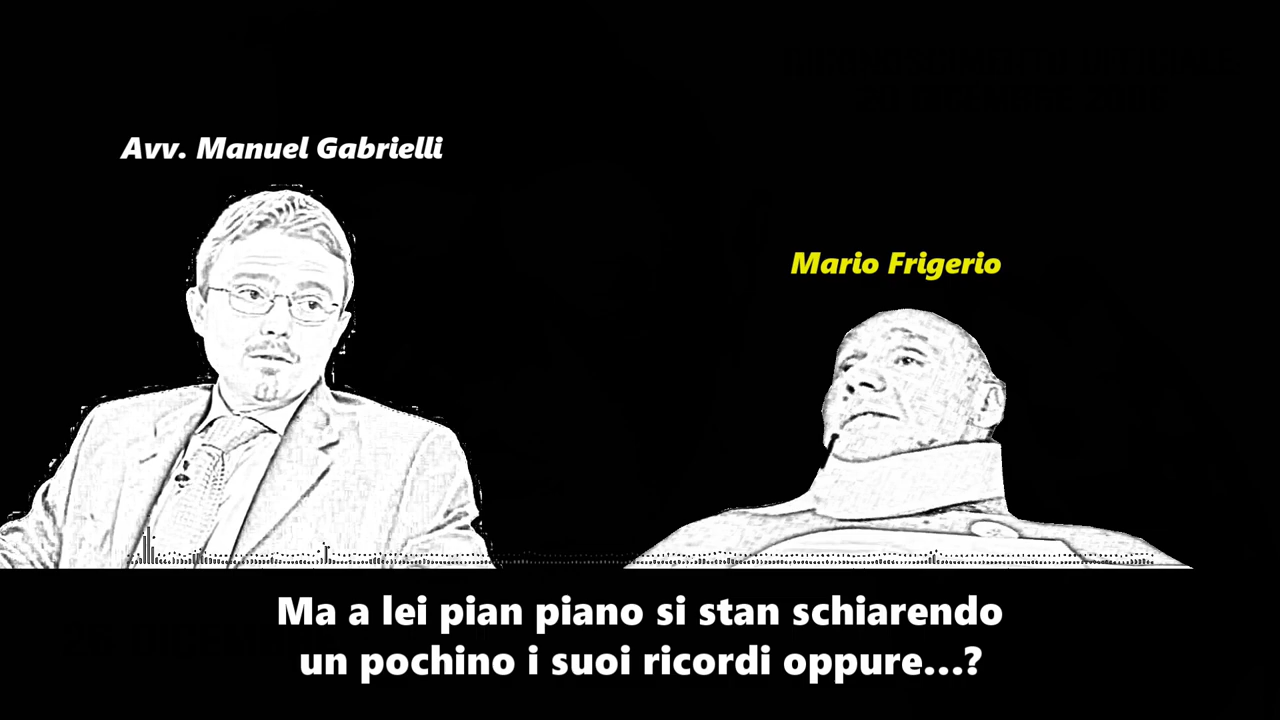 Avv. Manuel Gabrielli
Mario Frigerio
Ma a lei pian piano si stan schiarendo
un pochino i suoi ricordi oppure...?